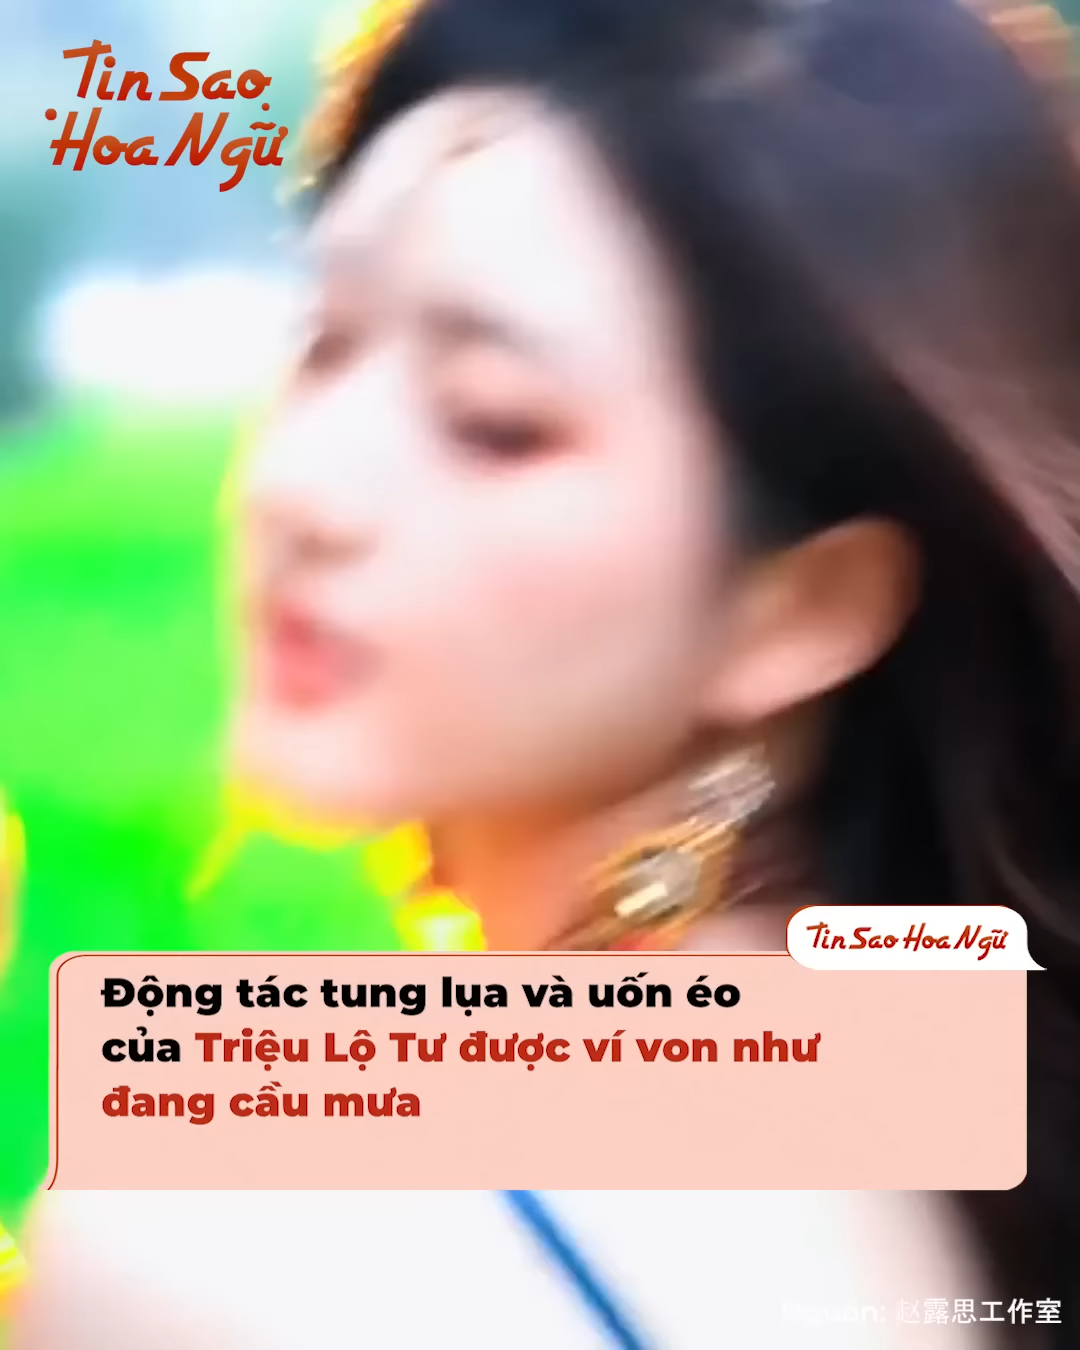 Tin Sao
Hoa Ngữ
Tin Sao Hoa Ngữ
Động tác tung lụa và uốn éo
của Triệu Lộ Tư được ví von như
đang cầu mưa
Nguồn: 赵露思工作室